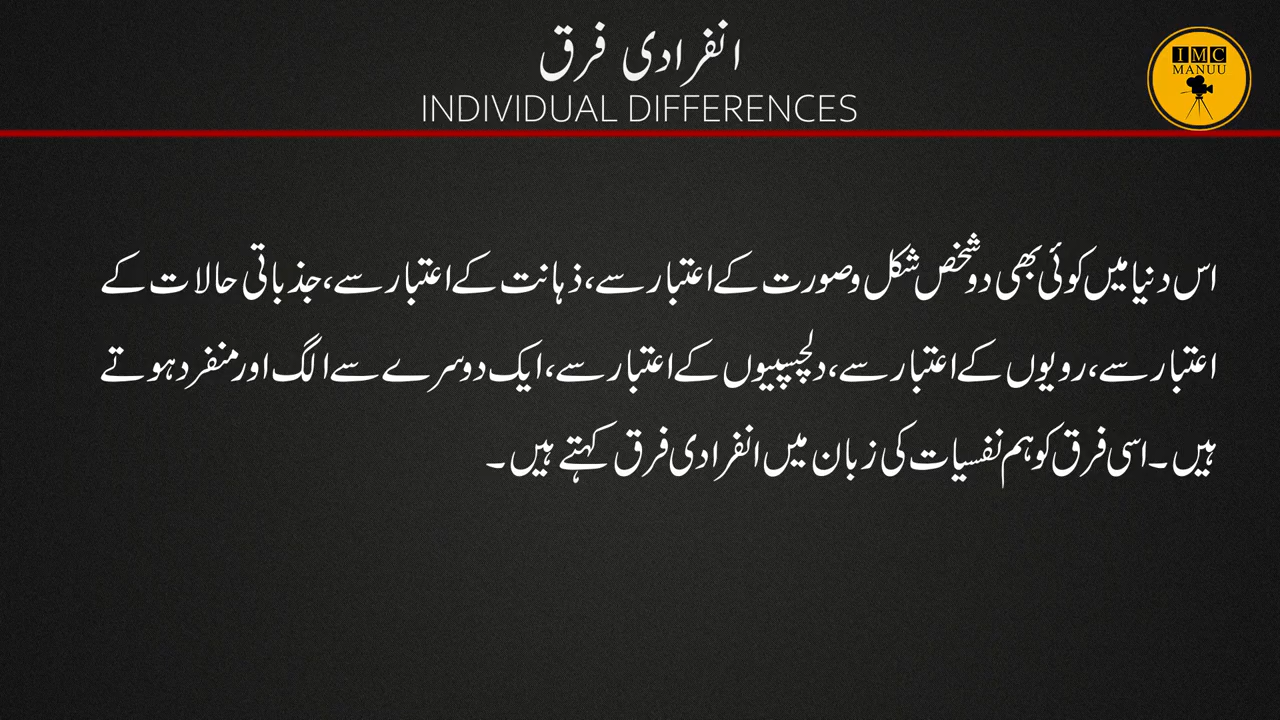 انفرادی فرق
INDIVIDUAL DIFFERENCES
IMC
MANUU
اس دنیا میں کوئی بھی دو شخص شکل و صورت کے اعتبار سے، ذہانت کے اعتبار سے، جذباتی حالات کے
اعتبار سے، رویوں کے اعتبار سے، دلچسپیوں کے اعتبار سے، ایک دوسرے سے الگ اور منفرد ہوتے
ہیں۔ اسی فرق کو ہم نفسیات کی زبان میں انفرادی فرق کہتے ہیں۔